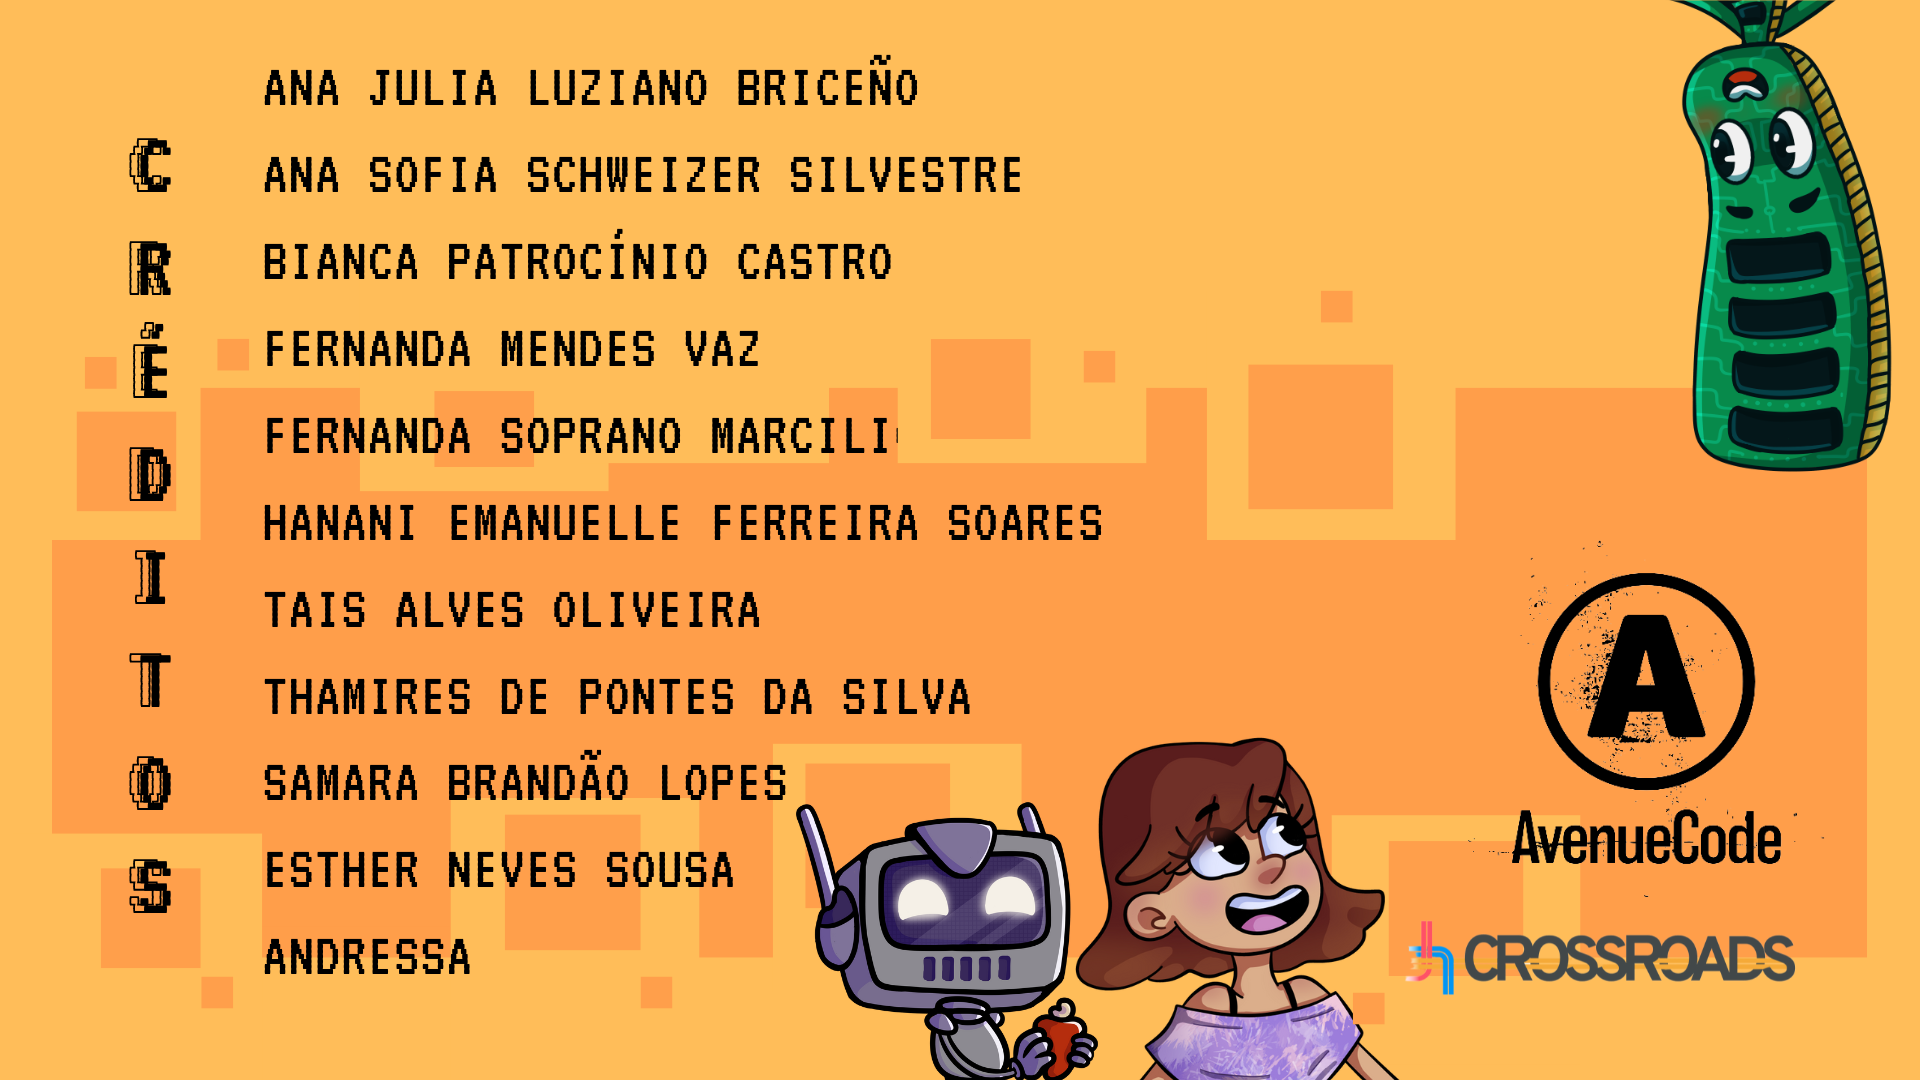 CRÉDITOS
ANA JULIA LUZIANO BRICEÑO
ANA SOFIA SCHWEIZER SILVESTRE
BIANCA PATROCÍNIO CASTRO
FERNANDA MENDES VAZ
FERNANDA SOPRANO
HANANI EMANUELLE FERREIRA SOARES
TAIS ALVES OLIVEIRA
THAMIRES DE PONTES DA SILVA
SAMARA BRANDÃO LOPES
ESTHER NEVES SOUSA
ANDRESSA
A
AvenueCode
CROSSROADS